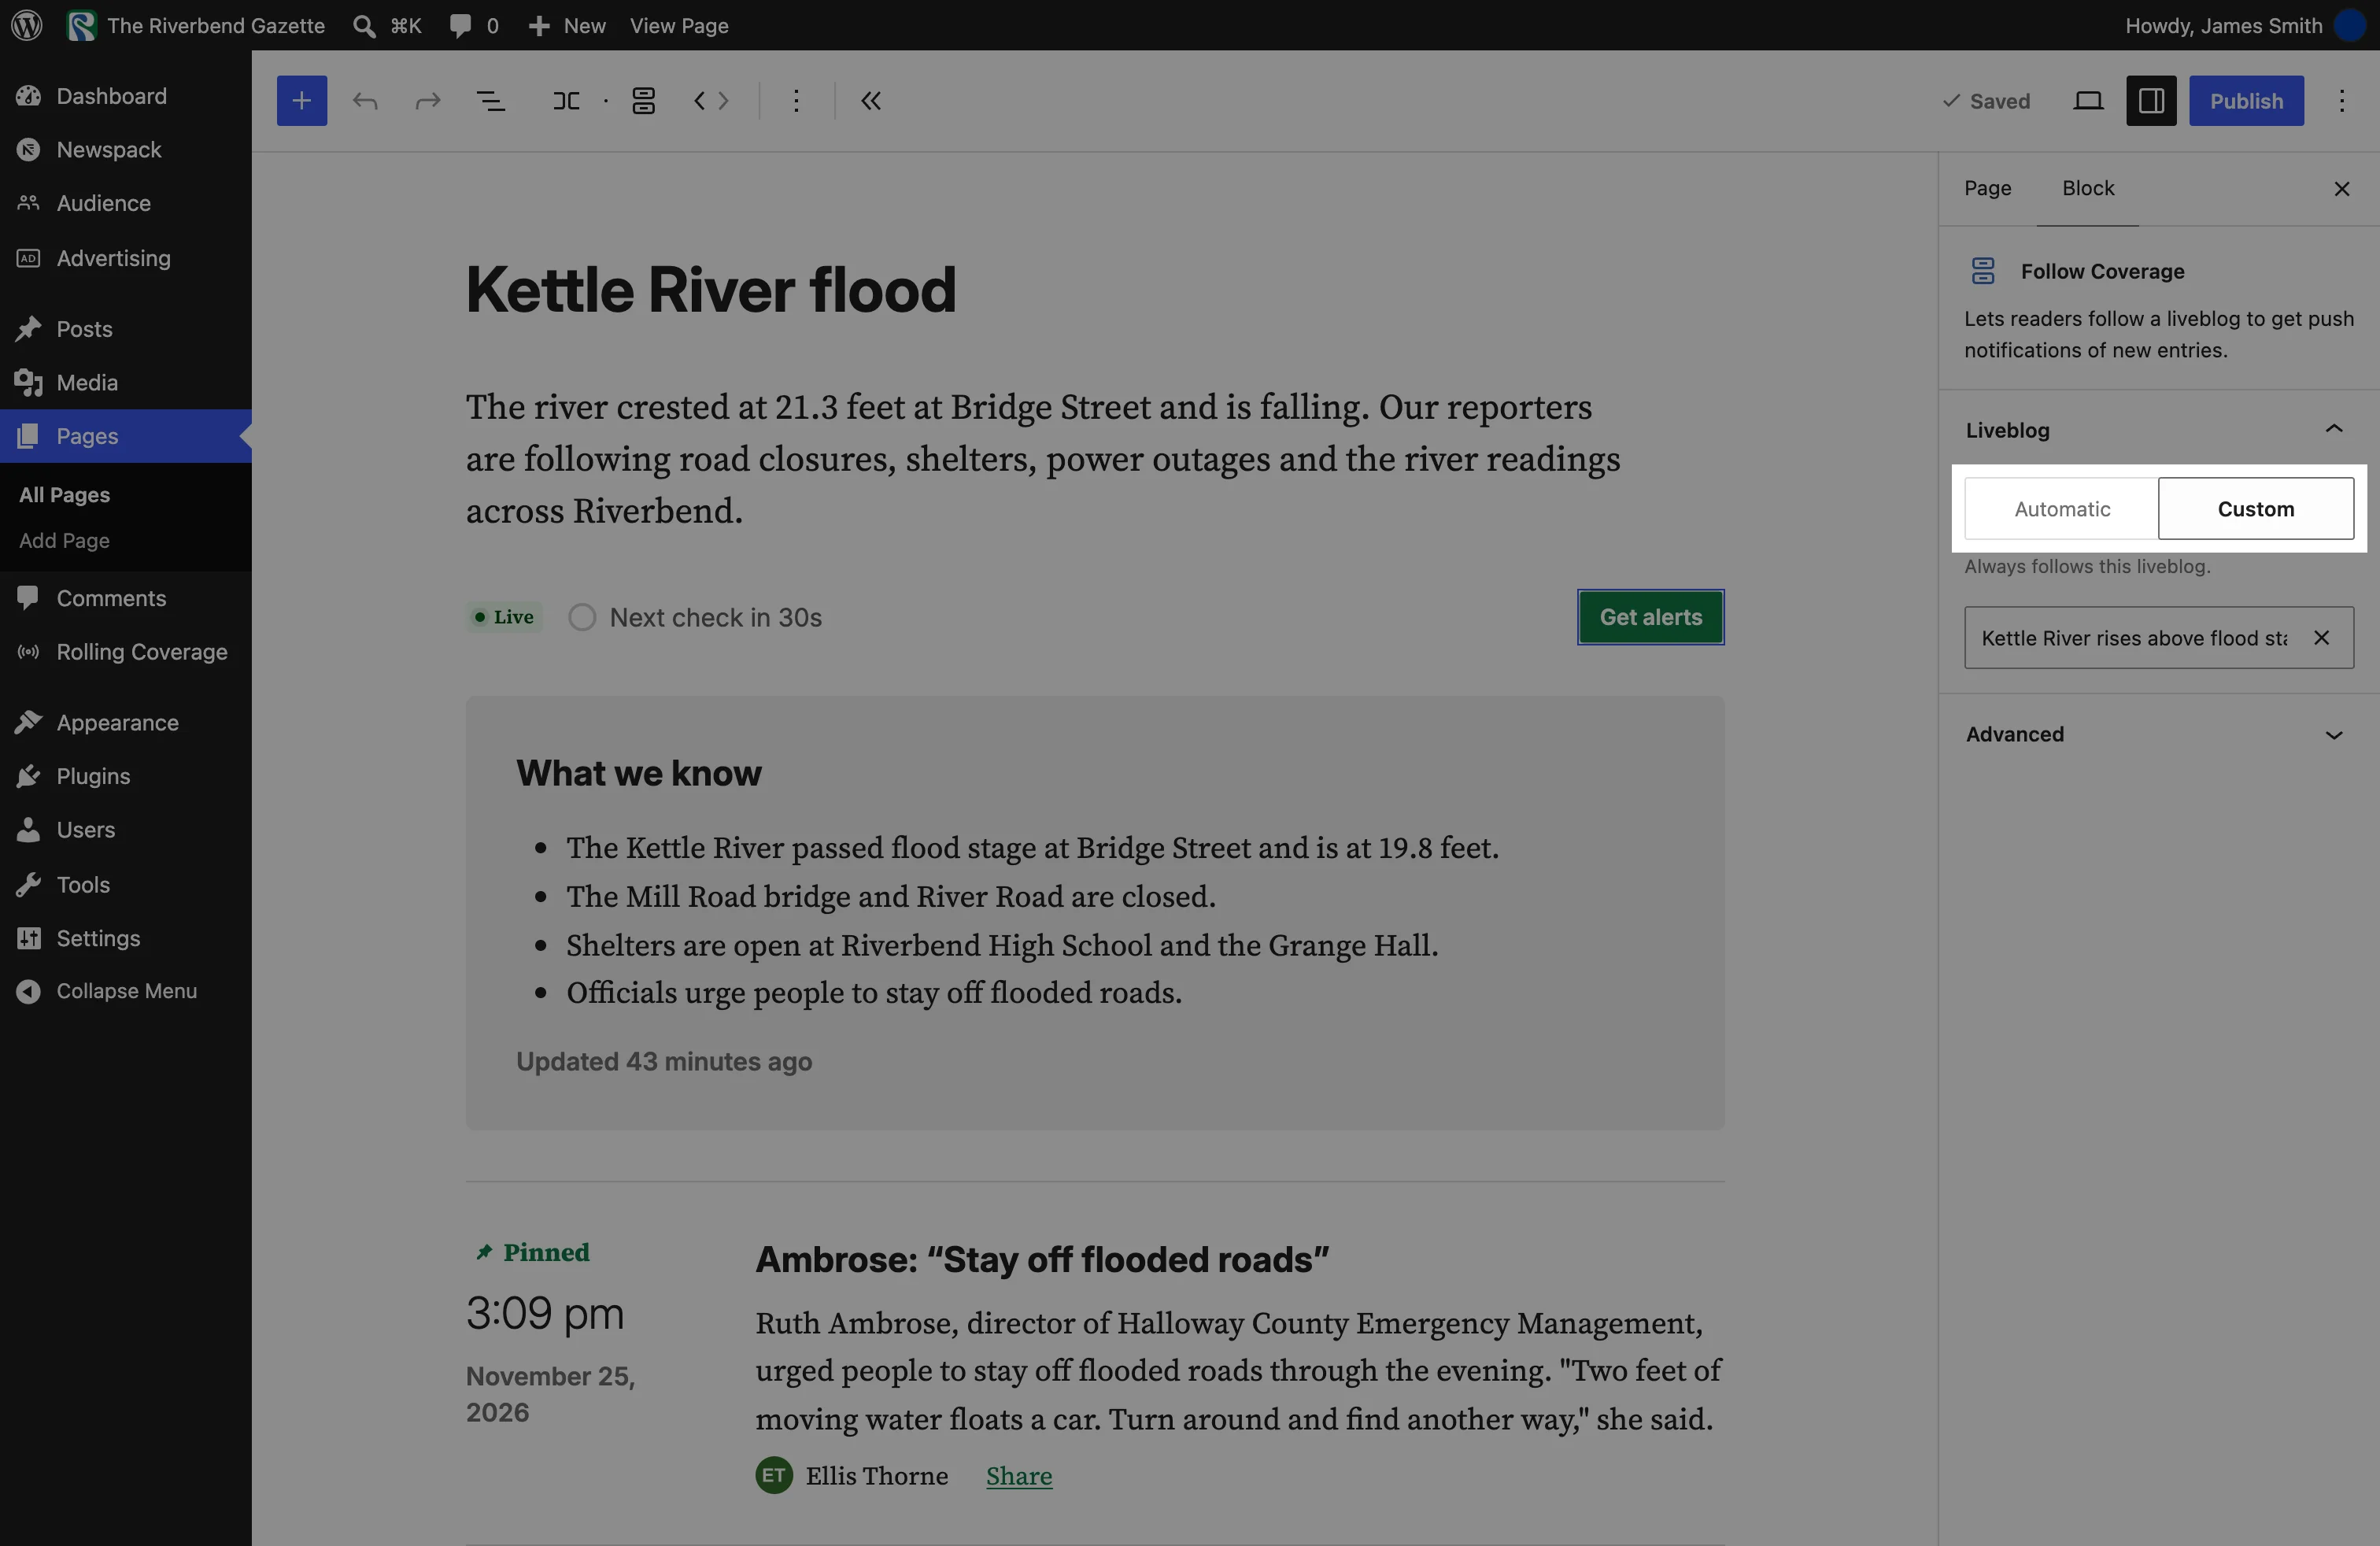 The Riverbend Gazette
⌘K
0
New
View Page
Howdy, James Smith
Dashboard
Newspack
Audience
AD
Advertising
Posts
Media
Pages
All Pages
Add Page
Comments
Rolling Coverage
Appearance
Plugins
Users
Tools
Settings
Collapse Menu
Saved
Publish
Kettle River flood
The river crested at 21.3 feet at Bridge Street and is falling. Our reporters
are following road closures, shelters, power outages and the river readings
across Riverbend.
Live
Next check in 30s
Get alerts
What we know
• The Kettle River passed flood stage at Bridge Street and is at 19.8 feet.
• The Mill Road bridge and River Road are closed.
• Shelters are open at Riverbend High School and the Grange Hall.
• Officials urge people to stay off flooded roads.
Updated 43 minutes ago
Pinned
3:09 pm
November 25,
2026
Ambrose: “Stay off flooded roads”
Ruth Ambrose, director of Halloway County Emergency Management,
urged people to stay off flooded roads through the evening. "Two feet of
moving water floats a car. Turn around and find another way," she said.
ET
Ellis Thorne
Share
Page
Block
Follow Coverage
Lets readers follow a liveblog to get push
notifications of new entries.
Liveblog
Automatic
Custom
Always follows this liveblog.
Kettle River rises above flood
Advanced